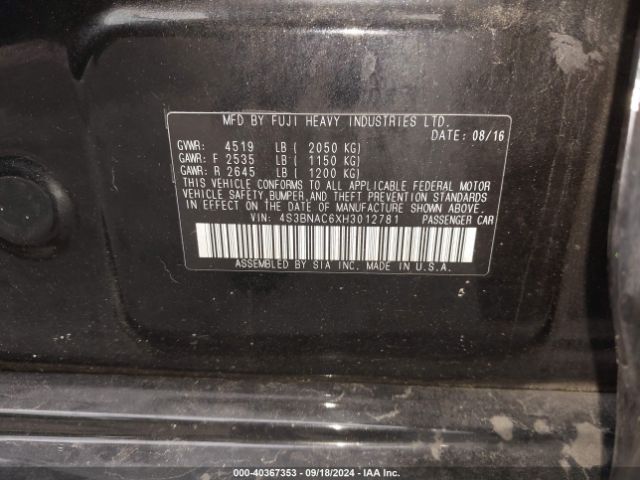 MFD BY FUJI HEAVY INDUSTRIES LTD.
DATE: 08/16
GVWR: 4519 LB ( 2050 KG)
GAWR: F 2535 LB ( 1150 KG)
GAWR: R 2645 LB ( 1200 KG)
THIS VEHICLE CONFORMS TO ALL APPLICABLE FEDERAL MOTOR
VEHICLE SAFETY, BUMPER, AND THEFT PREVENTION STANDARDS
IN EFFECT ON THE DATE OF MANUFACTURE SHOWN ABOVE.
VIN: 4S3BNAC6XH3012781 PASSENGER CAR
ASSEMBLED BY SIA INC. MADE IN U.S.A.
000-40367353 / 09/18/2024 - IAA Inc.